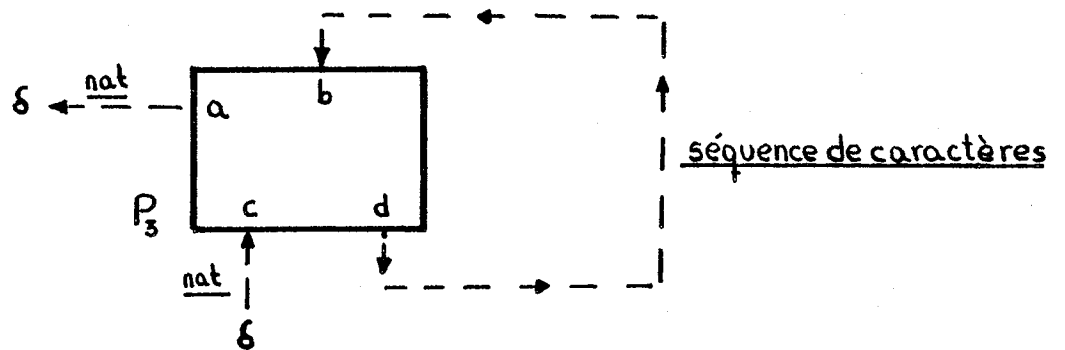 b
δ nat a
séquence de caractères
P₃ c d
nat
δ